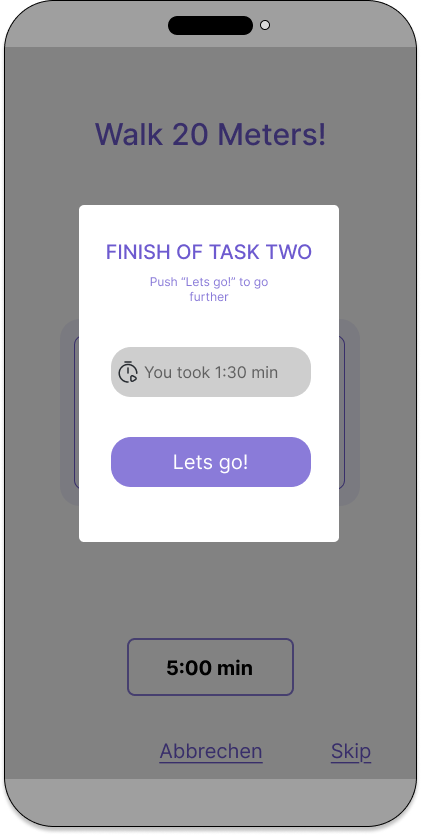 Walk 20 Meters!
FINISH OF TASK TWO
Push “Lets go!” to go
further
You took 1:30 min
Lets go!
5:00 min
Abbrechen Skip